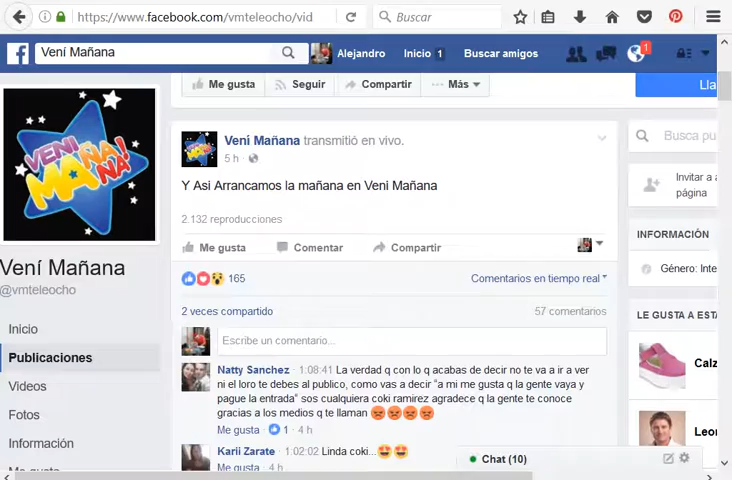 https://www.facebook.com/vmteleocho/vid
Buscar
Vení Mañana
Alejandro
Inicio 1
Buscar amigos
1
Me gusta
Seguir
Compartir
Más
Lla
VENI MAÑANA!
Vení Mañana transmitió en vivo.
5 h
Y Asi Arrancamos la mañana en Veni Mañana
2.132 reproducciones
Me gusta
Comentar
Compartir
165
Comentarios en tiempo real
2 veces compartido
57 comentarios
Escribe un comentario...
Natty Sanchez · 1:08:41 La verdad q con lo q acabas de decir no te va a ir a ver
ni el loro te debes al publico, como vas a decir "a mi me gusta q la gente vaya y
pague la entrada" sos cualquiera coki ramirez agradece q la gente te conoce
gracias a los medios q te llaman
Me gusta · 1 · 4 h
Karii Zarate · 1:02:02 Linda coki...
Me gusta · 4 h
Vení Mañana
@vmteleocho
Inicio
Publicaciones
Videos
Fotos
Información
Me gusta
Busca pu
Invitar a a
página
INFORMACIÓN
Género: Inte
LE GUSTA A ESTA
Calz
Leon
Chat (10)